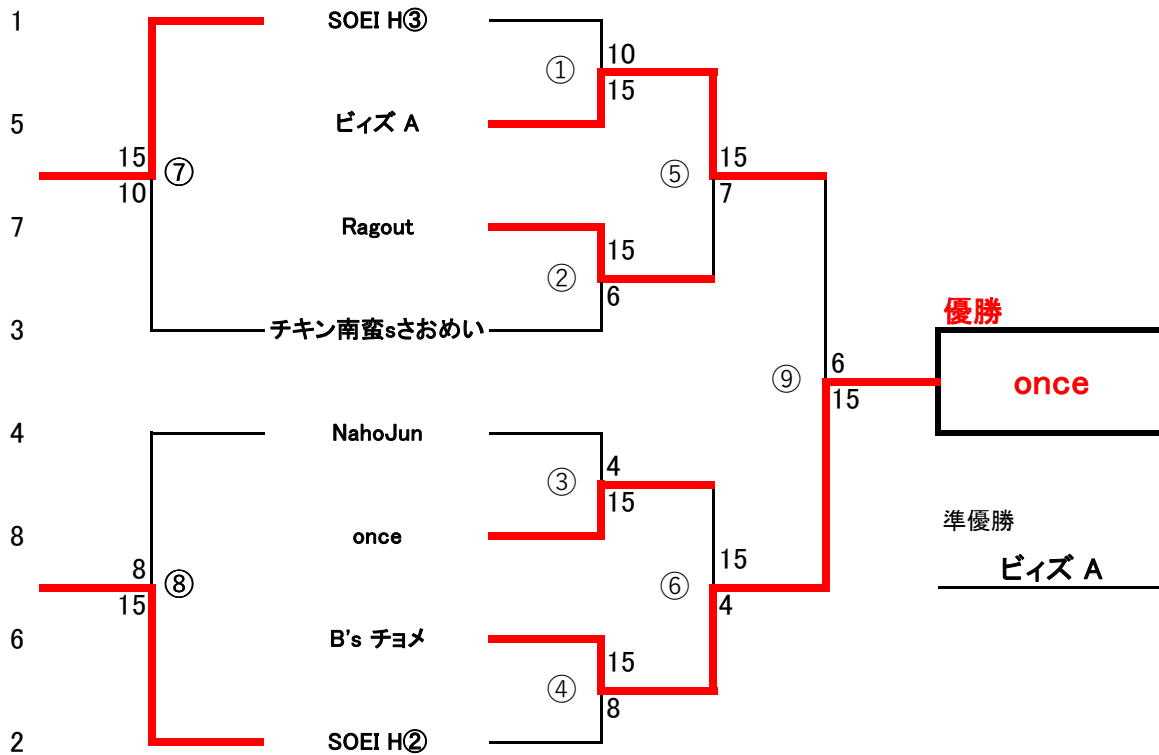 1 SOEI H③
① 10
15
5 ビィズ A
15 ⑦ ⑤ 15
10 7
7 Ragout
15
②
6
3 チキン南蛮sさおめい
優勝
⑨ 6
15
once
4 NahoJun
③ 4
15
準優勝
8 once
ビィズ A
8 ⑧ ⑥ 15
15 4
6 B's チョメ
15
④
8
2 SOEI H②